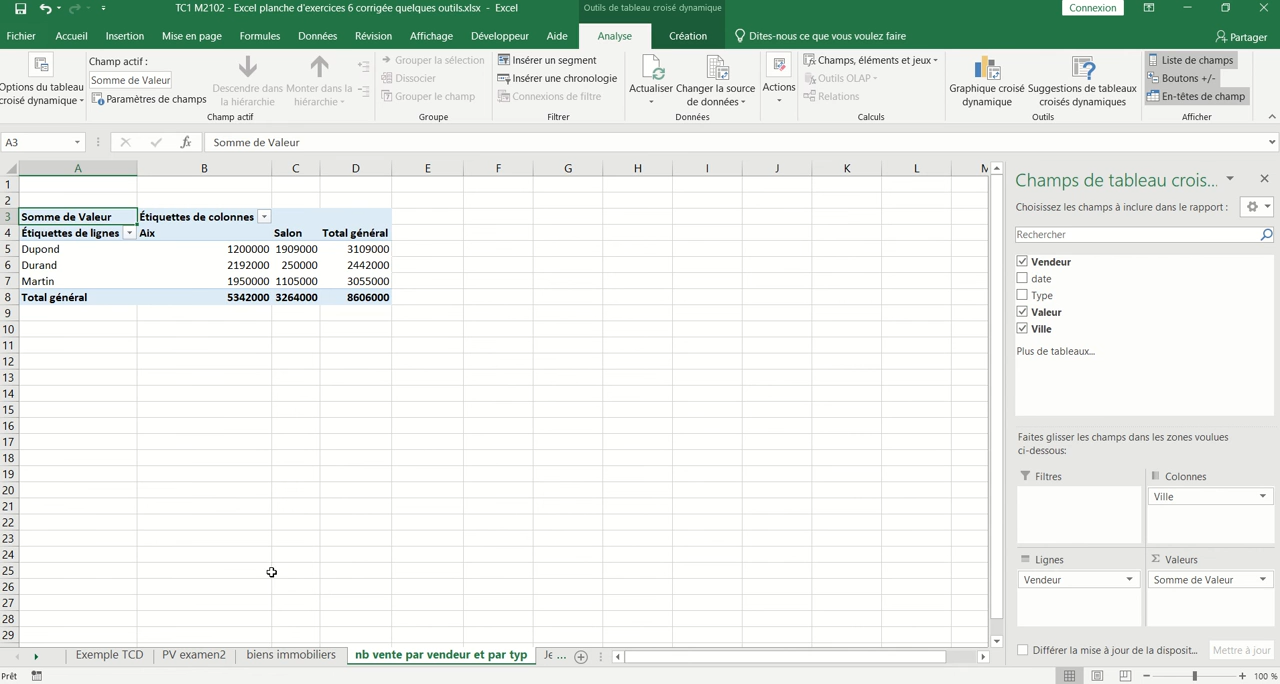 TC1 M2102 - Excel planche d'exercices 6 corrigée quelques outils.xlsx - Excel
Outils de tableau croisé dynamique
Connexion
Fichier Accueil Insertion Mise en page Formules Données Révision Affichage Développeur Aide Analyse Création Dites-nous ce que vous voulez faire Partager
Options du tableau croisé dynamique
Champ actif :
Somme de Valeur
Paramètres de champs
Descendre dans la hiérarchie
Monter dans la hiérarchie
Champ actif
Grouper la sélection
Dissocier
Grouper le champ
Groupe
Insérer un segment
Insérer une chronologie
Connexions de filtre
Filtrer
Actualiser
Changer la source de données
Données
Actions
Champs, éléments et jeux
Outils OLAP
Relations
Calculs
Graphique croisé dynamique
Suggestions de tableaux croisés dynamiques
Outils
Liste de champs
Boutons +/-
En-têtes de champ
Afficher
A3 fx Somme de Valeur
A B C D E F G H I J K L M
1
2
3 Somme de Valeur Étiquettes de colonnes
4 Étiquettes de lignes Aix Salon Total général
5 Dupond 1200000 1909000 3109000
6 Durand 2192000 250000 2442000
7 Martin 1950000 1105000 3055000
8 Total général 5342000 3264000 8606000
9
10
11
12
13
14
15
16
17
18
19
20
21
22
23
24
25
26
27
28
29
Champs de tableau crois...
Choisissez les champs à inclure dans le rapport :
Rechercher
Vendeur
date
Type
Valeur
Ville
Plus de tableaux...
Faites glisser les champs dans les zones voulues
ci-dessous:
Filtres
Colonnes
Ville
Lignes
Vendeur
Σ Valeurs
Somme de Valeur
Différer la mise à jour de la disposit...
Mettre à jour
Exemple TCD PV examen2 biens immobiliers nb vente par vendeur et par typ Je ...
Prêt
100 %